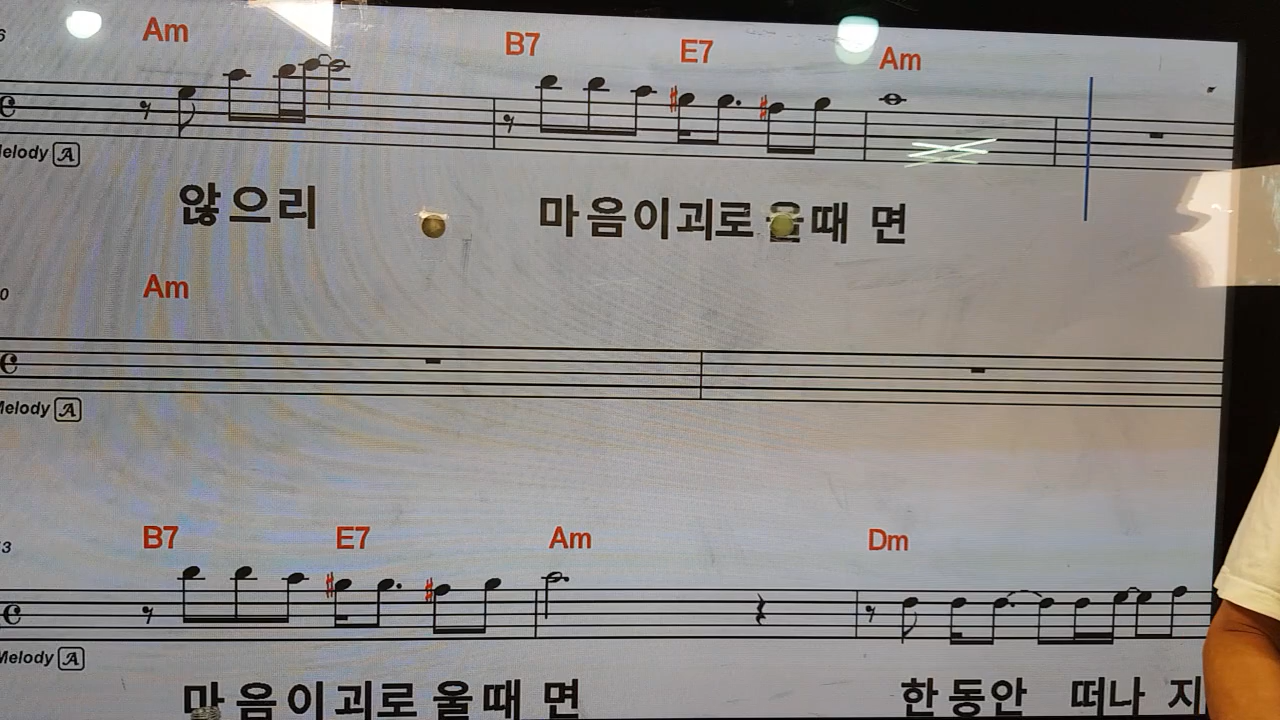 6 Am B7 E7 Am
elody A
않으리 마음이괴로울때 면
0 Am
Melody A
3 B7 E7 Am Dm
Melody A
마음이괴로울때 면 한동안 떠나 지